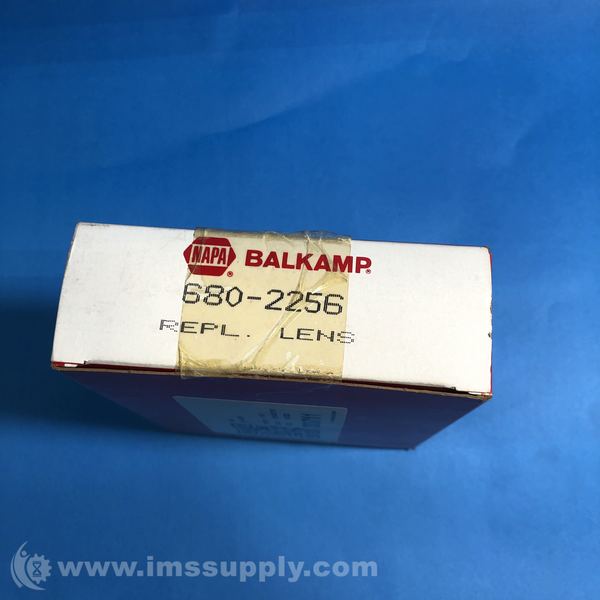 NAPA® BALKAMP®
680-2256
REPL. LENS
www.imssupply.com